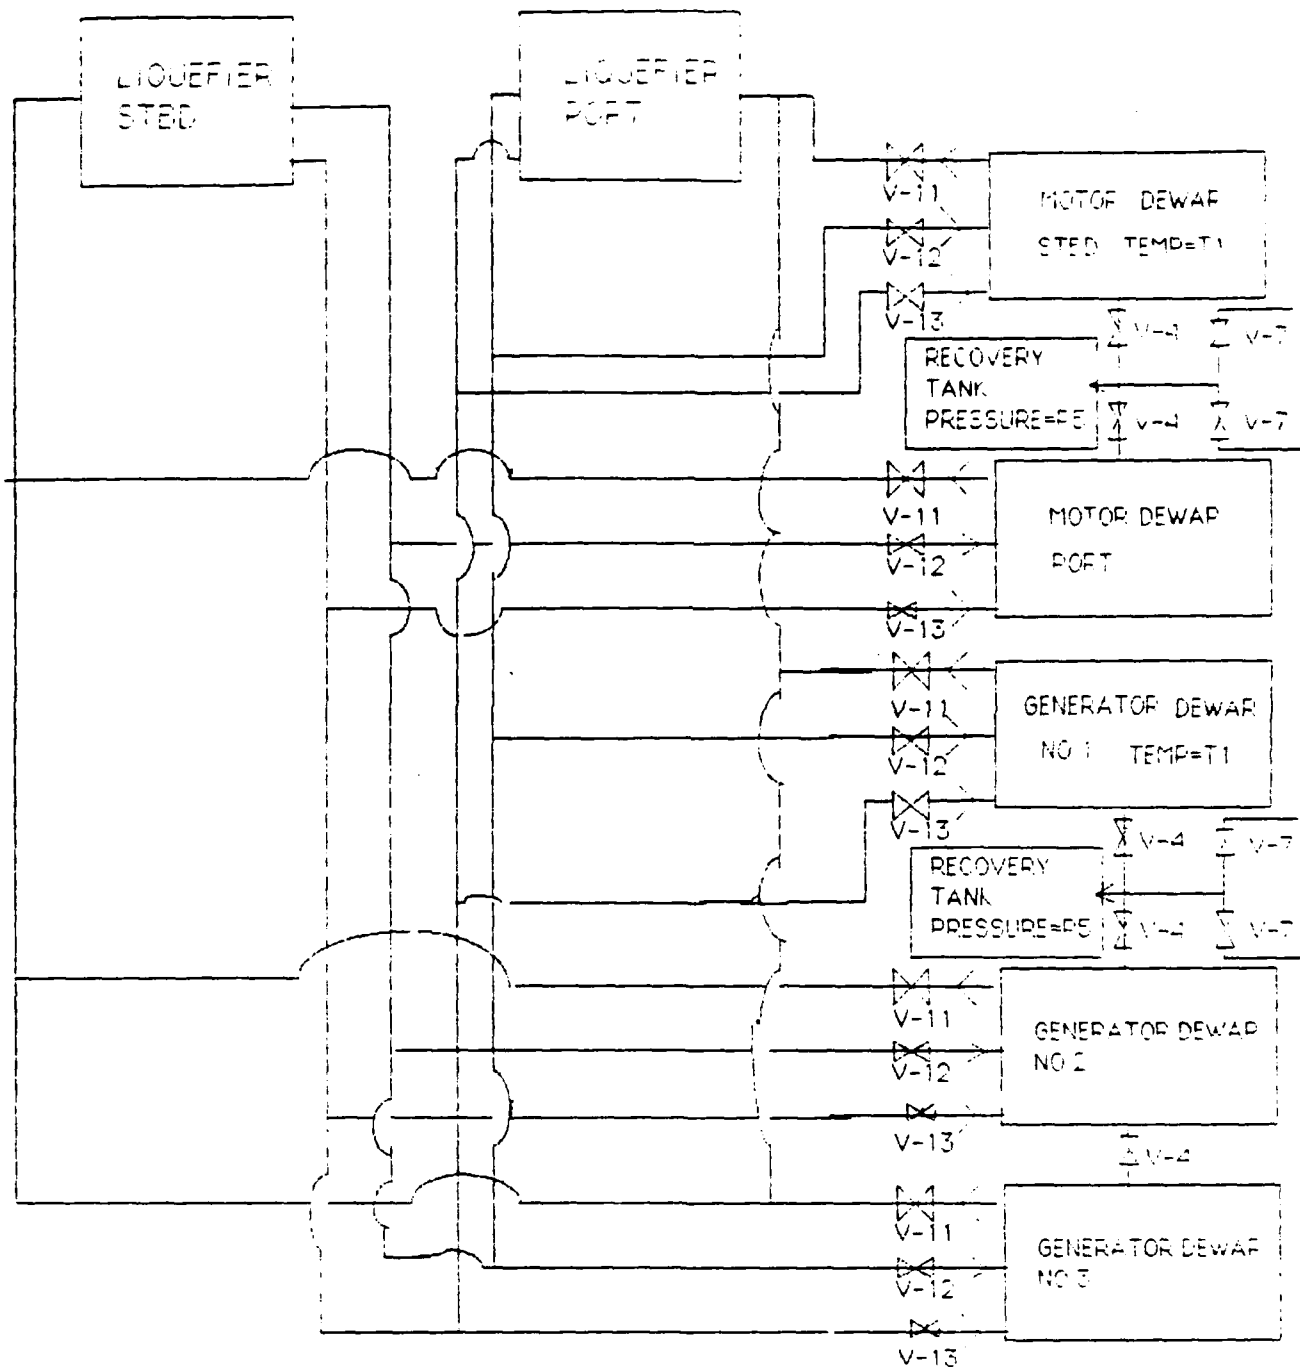 LIQUEFIER
STBD
LIQUEFIER
PORT
V-11
V-12
V-13
MOTOR DEWAR
STBD TEMP=T1
V-4
V-7
RECOVERY
TANK
PRESSURE=P5
V-4
V-7
V-11
V-12
V-13
MOTOR DEWAR
PORT
V-11
V-12
V-13
GENERATOR DEWAR
NO 1 TEMP=T1
V-4
V-7
RECOVERY
TANK
PRESSURE=P5
V-4
V-7
V-11
V-12
V-13
GENERATOR DEWAR
NO 2
V-4
V-11
V-12
V-13
GENERATOR DEWAR
NO 3